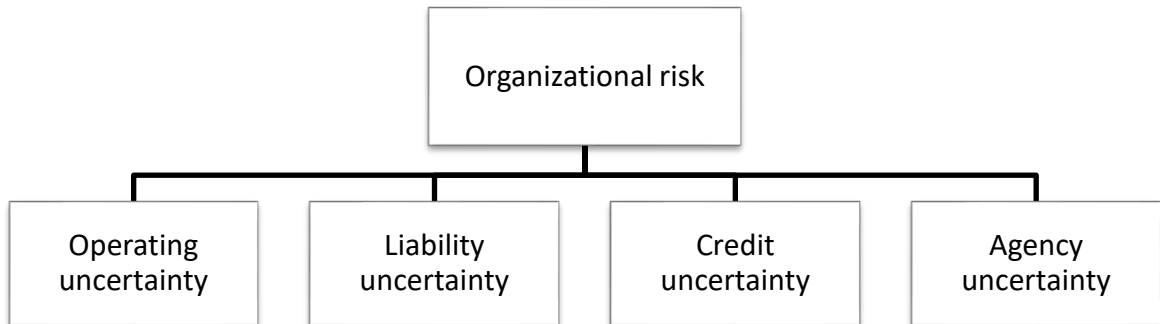 Organizational risk
Operating
uncertainty
Liability
uncertainty
Credit
uncertainty
Agency
uncertainty